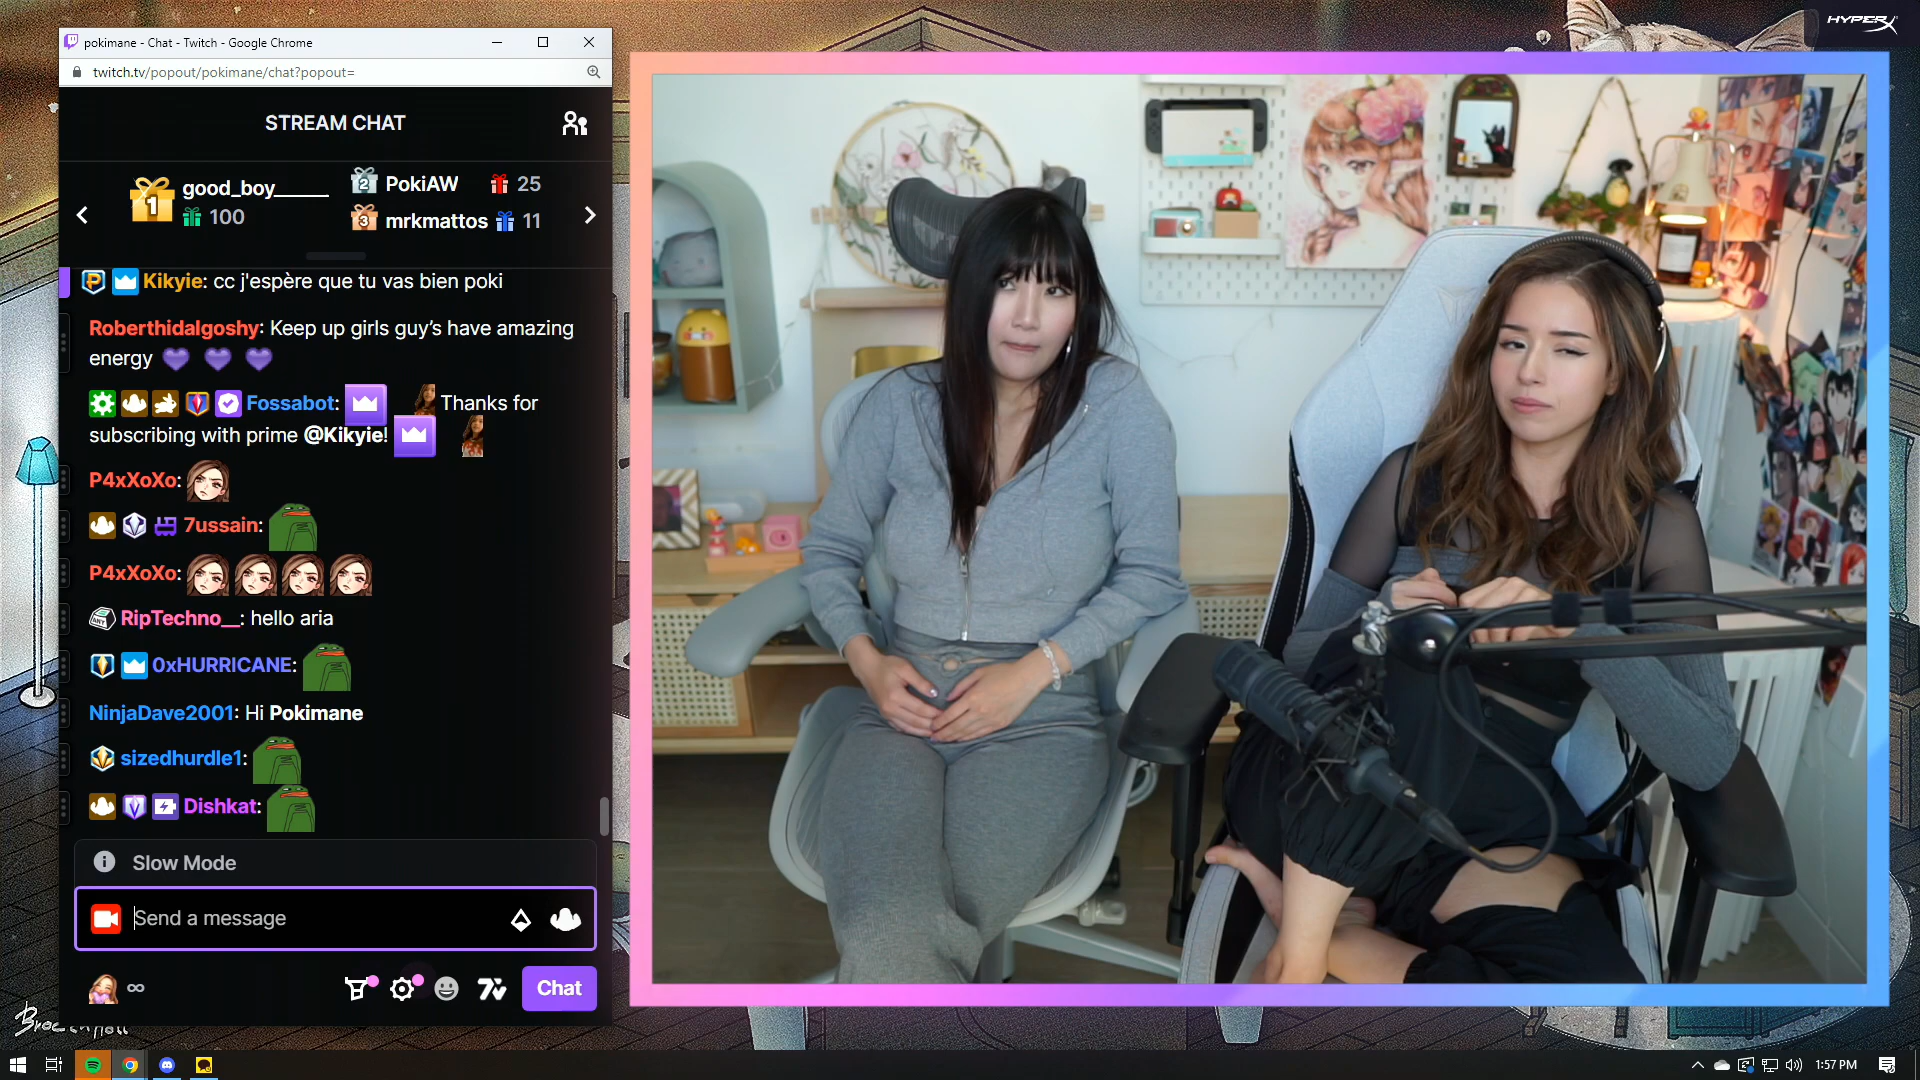 HYPERX
pokimane - Chat - Twitch - Google Chrome
twitch.tv/popout/pokimane/chat?popout=
STREAM CHAT
1 good_boy_____ 100
2 PokiAW 25
3 mrkmattos 11
Kikyie: cc j'espère que tu vas bien poki
Roberthidalgoshy: Keep up girls guy’s have amazing
energy
Fossabot: Thanks for
subscribing with prime @Kikyie!
P4xXoXo:
7ussain:
P4xXoXo:
RipTechno__: hello aria
0xHURRICANE:
NinjaDave2001: Hi Pokimane
sizedhurdle1:
Dishkat:
Slow Mode
Send a message
∞
Chat
1:57 PM